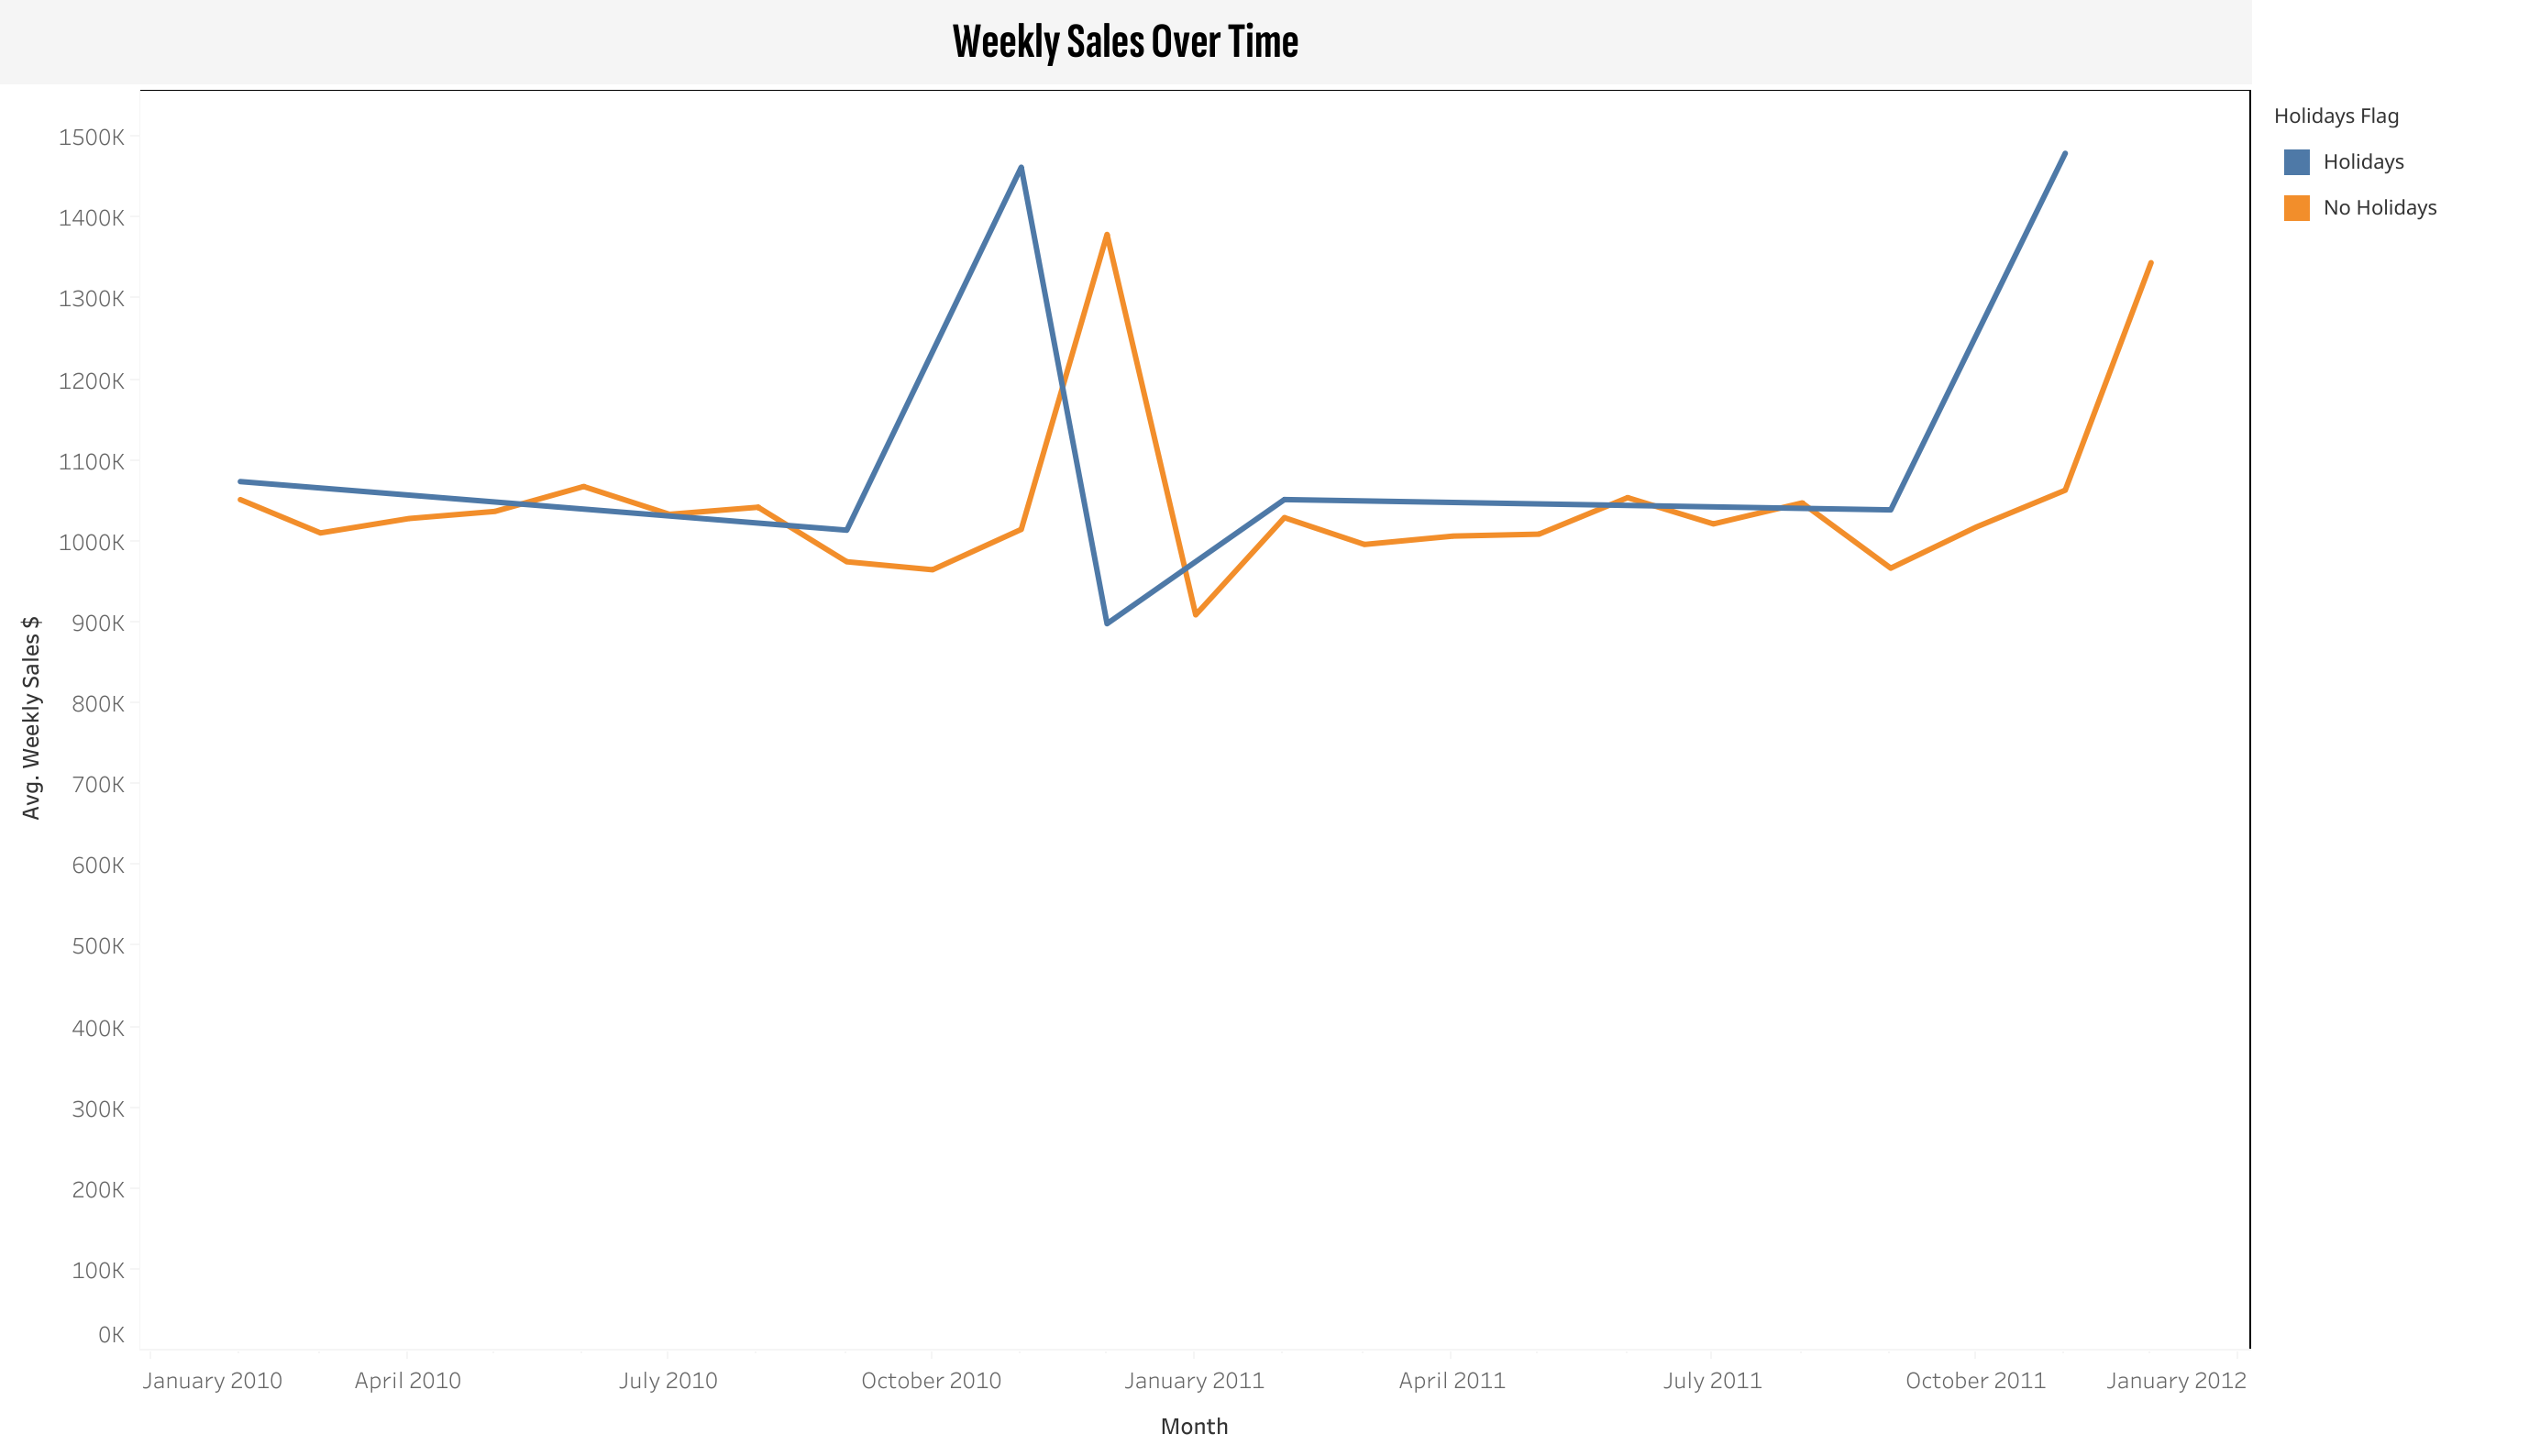 Weekly Sales Over Time
Holidays Flag
Holidays
No Holidays
Avg. Weekly Sales $
1500K
1400K
1300K
1200K
1100K
1000K
900K
800K
700K
600K
500K
400K
300K
200K
100K
0K
January 2010 April 2010 July 2010 October 2010 January 2011 April 2011 July 2011 October 2011 January 2012
Month